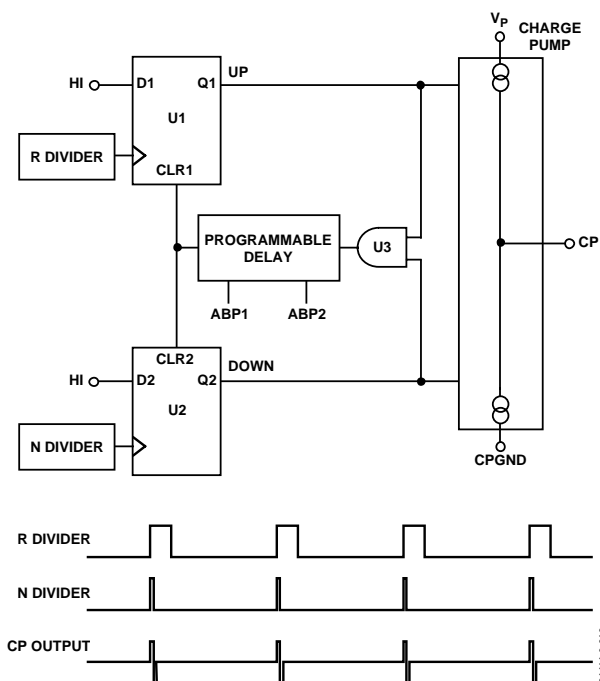 VP
CHARGE
PUMP
HI
D1
Q1
UP
U1
R DIVIDER
CLR1
PROGRAMMABLE
DELAY
U3
CP
ABP1
ABP2
CLR2
DOWN
HI
D2
Q2
U2
N DIVIDER
CPGND
R DIVIDER
N DIVIDER
CP OUTPUT